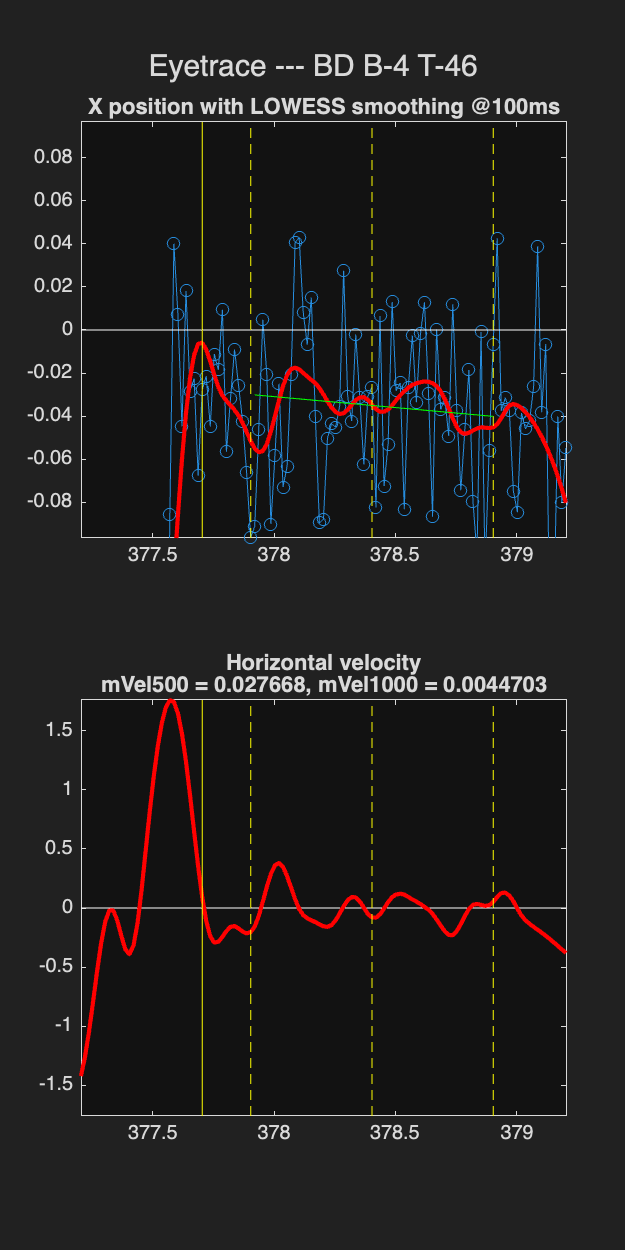 Eyetrace --- BD B-4 T-46
X position with LOWESS smoothing @100ms
0.08
0.06
0.04
0.02
0
-0.02
-0.04
-0.06
-0.08
377.5 378 378.5 379
Horizontal velocity
mVel500 = 0.027668, mVel1000 = 0.0044703
1.5
1
0.5
0
-0.5
-1
-1.5
377.5 378 378.5 379